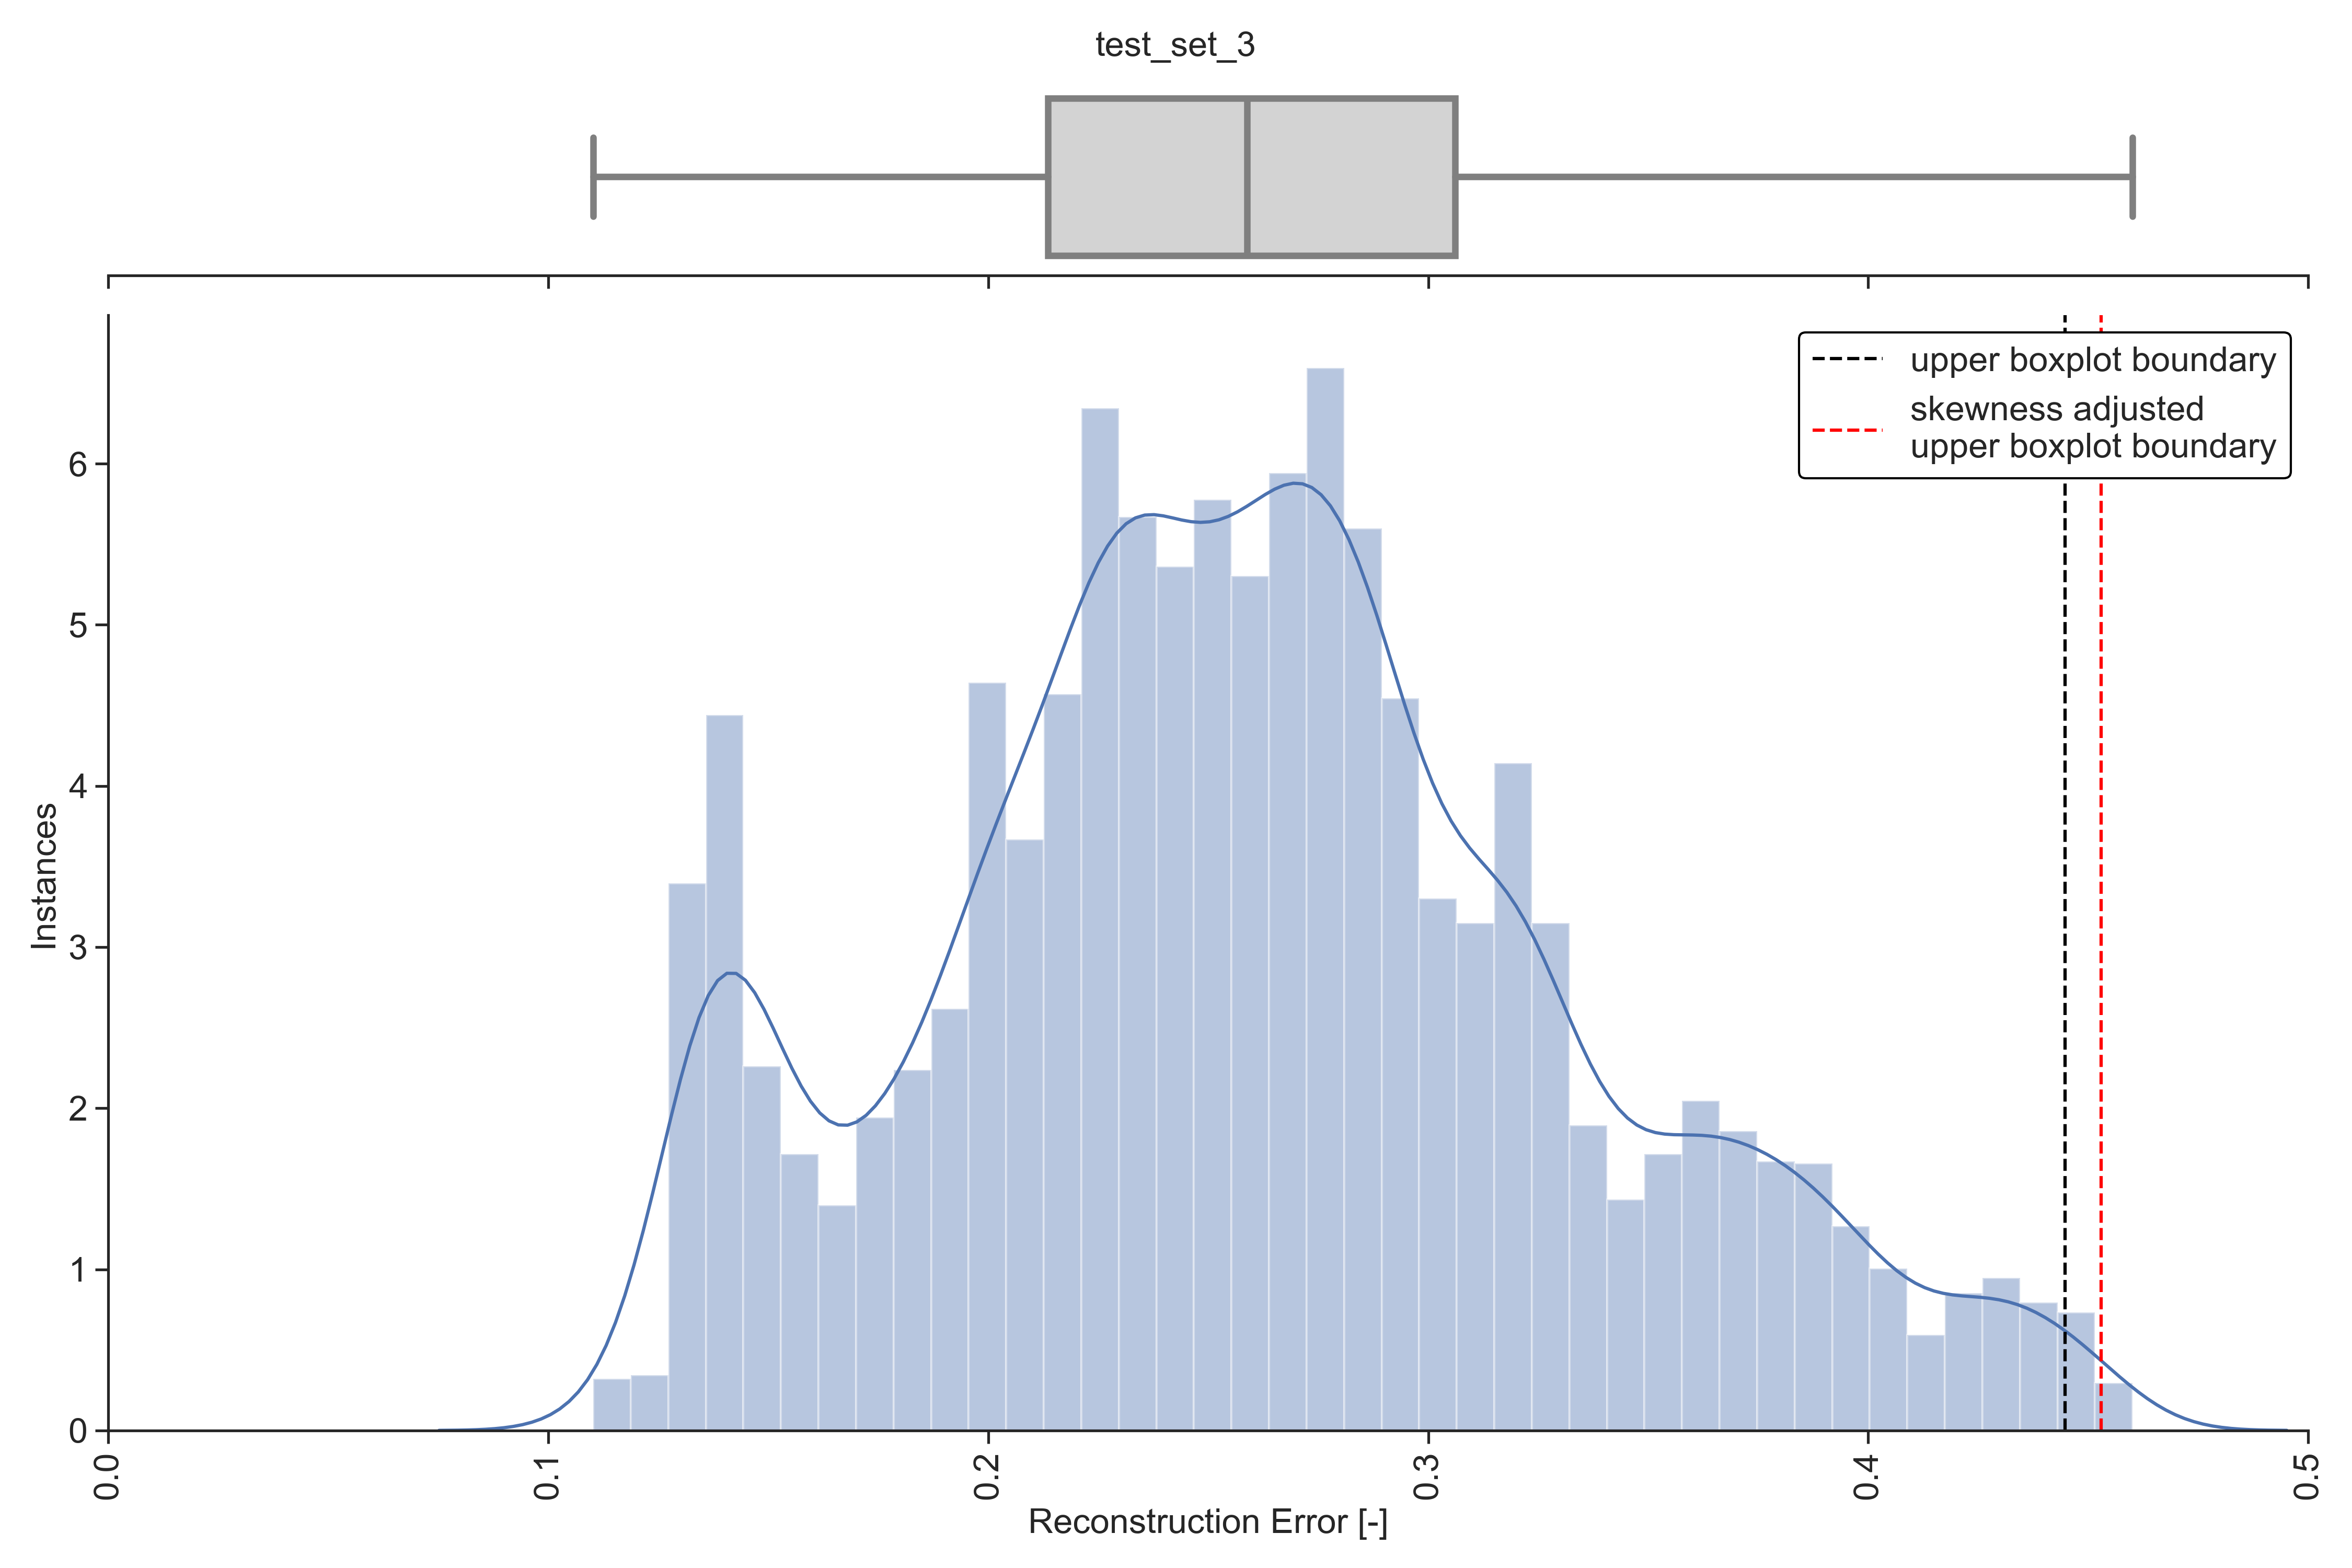 test_set_3
upper boxplot boundary
skewness adjusted
upper boxplot boundary
6
5
4
3
2
1
0
Instances
0.0
0.1
0.2
0.3
0.4
0.5
Reconstruction Error [-]